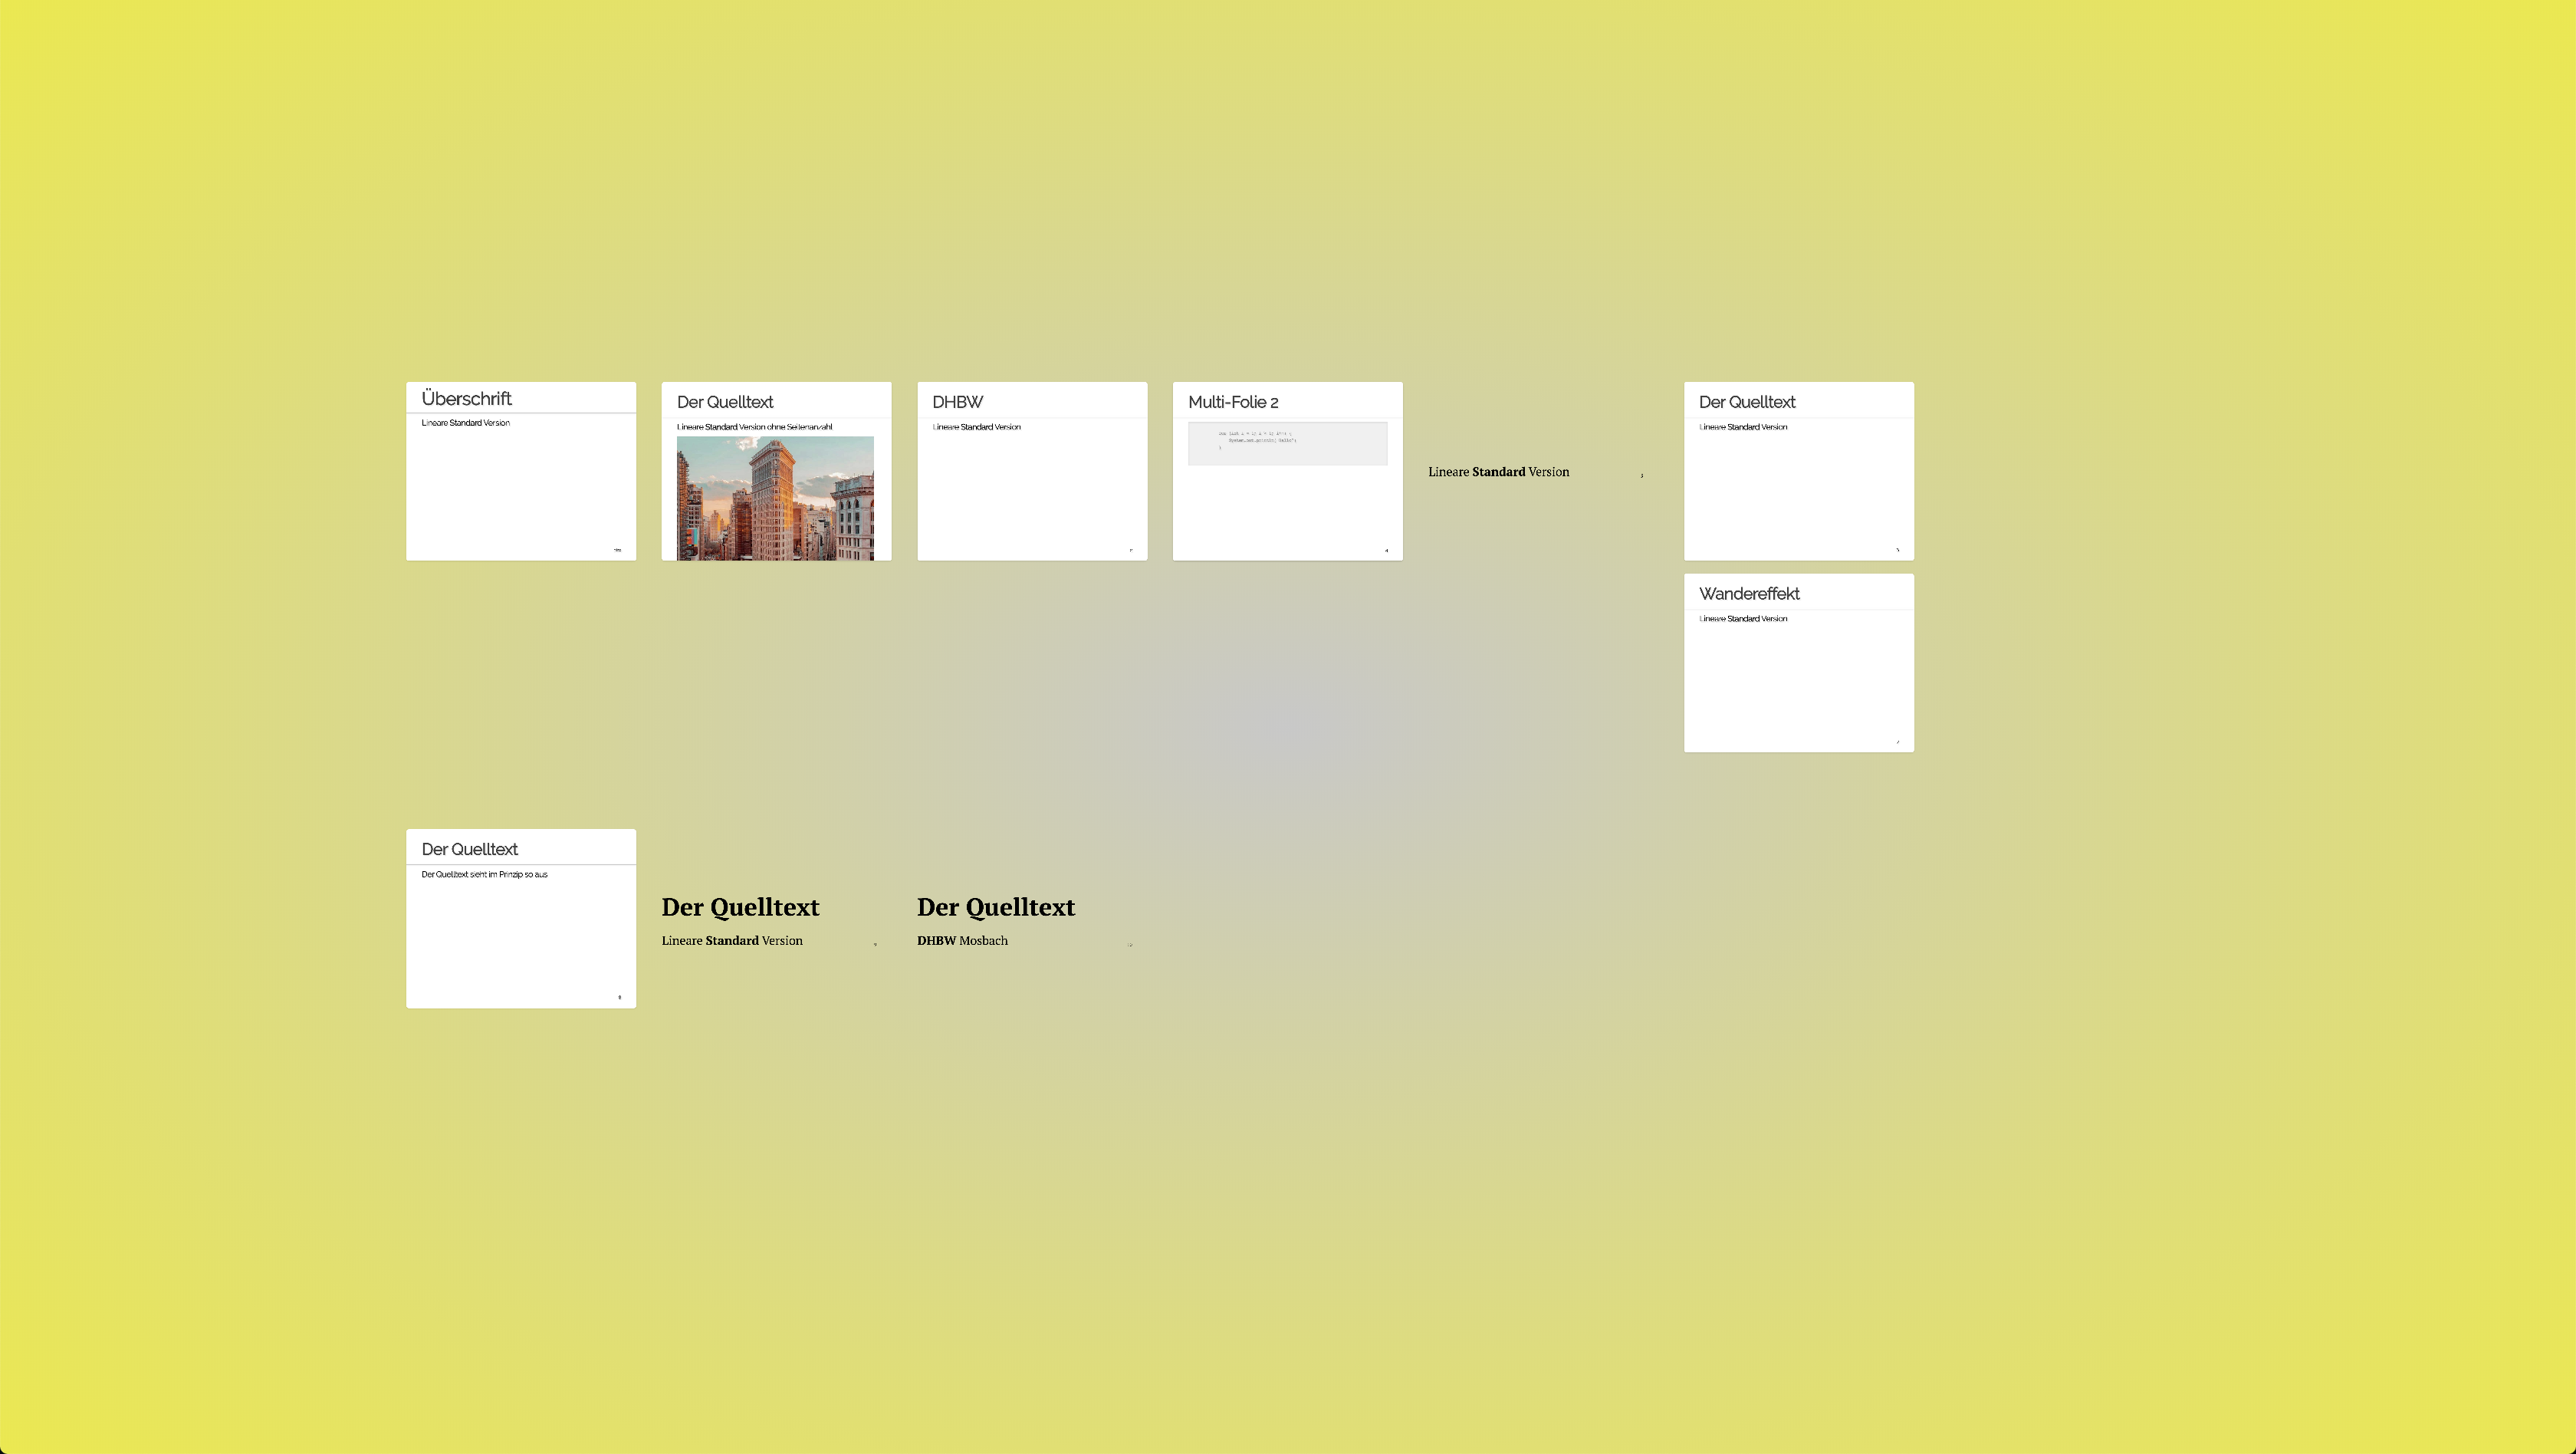 Überschrift
Lineare Standard Version
Der Quelltext
Lineare Standard Version ohne Seitenanzahl
DHBW
Lineare Standard Version
Multi-Folie 2
}
Lineare Standard Version
Der Quelltext
Lineare Standard Version
Wandereffekt
Lineare Standard Version
Der Quelltext
Der Quelltext sieht im Prinzip so aus
Der Quelltext
Lineare Standard Version
Der Quelltext
DHBW Mosbach